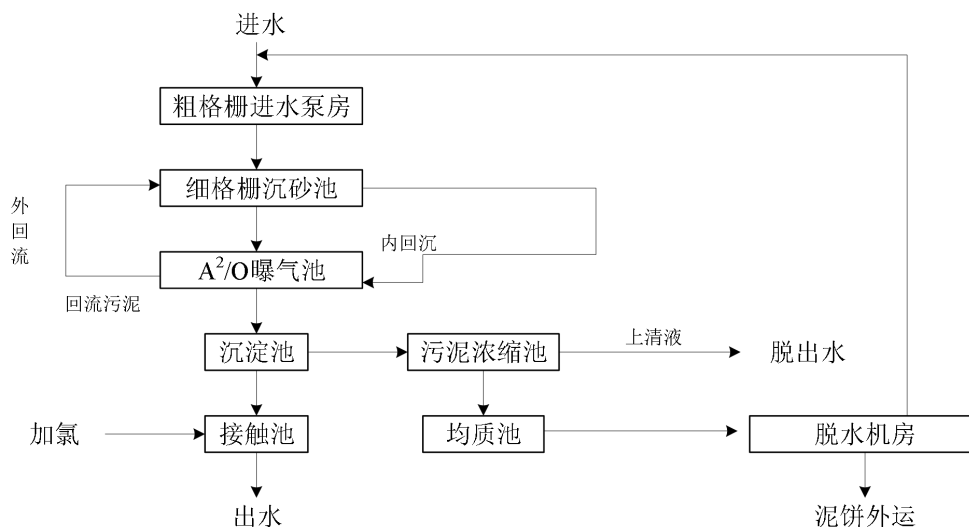 进水
粗格栅进水泵房
细格栅沉砂池
外回流
内回沉
A²/O曝气池
回流污泥
沉淀池
污泥浓缩池
上清液
脱出水
加氯
接触池
均质池
脱水机房
出水
泥饼外运